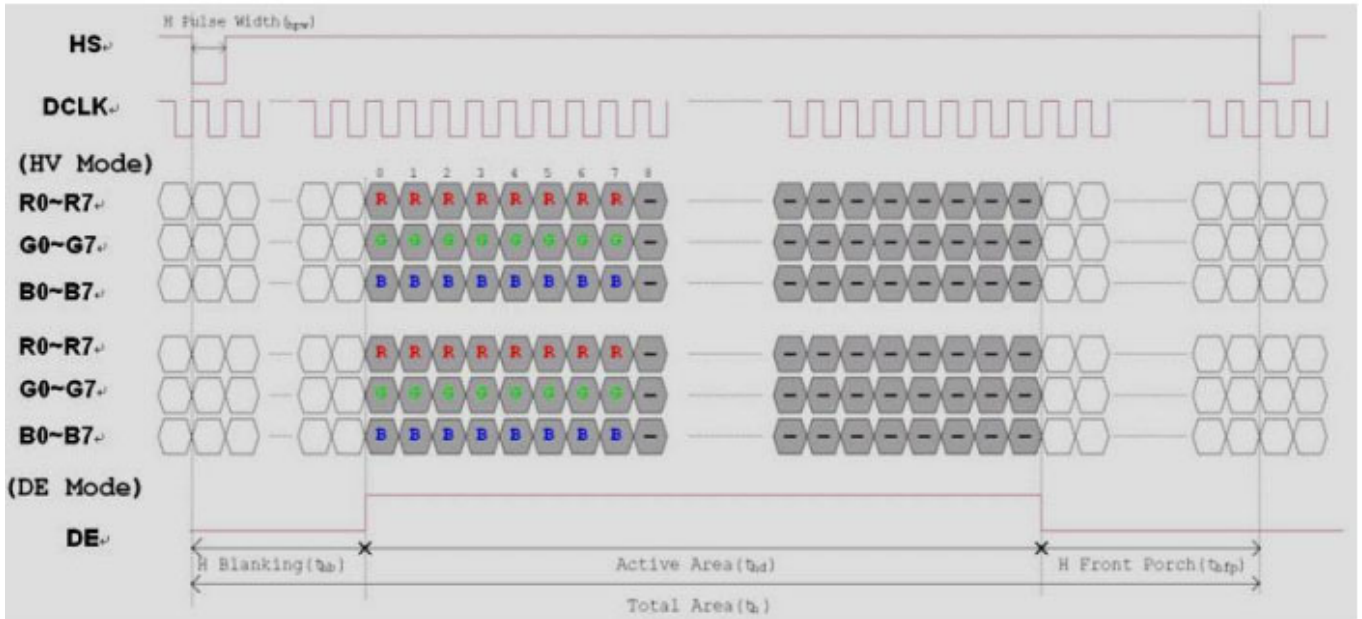 H Pulse Width(thpw)
HS
DCLK
(HV Mode)
0 1 2 3 4 5 6 7 8
R0~R7 R R R R R R R R
G0~G7 G G G G G G G G
B0~B7 B B B B B B B B
R0~R7 R R R R R R R R
G0~G7 G G G G G G G G
B0~B7 B B B B B B B B
(DE Mode)
DE
H Blanking(thb) Active Area(thd) H Front Porch(thfp)
Total Area(th)